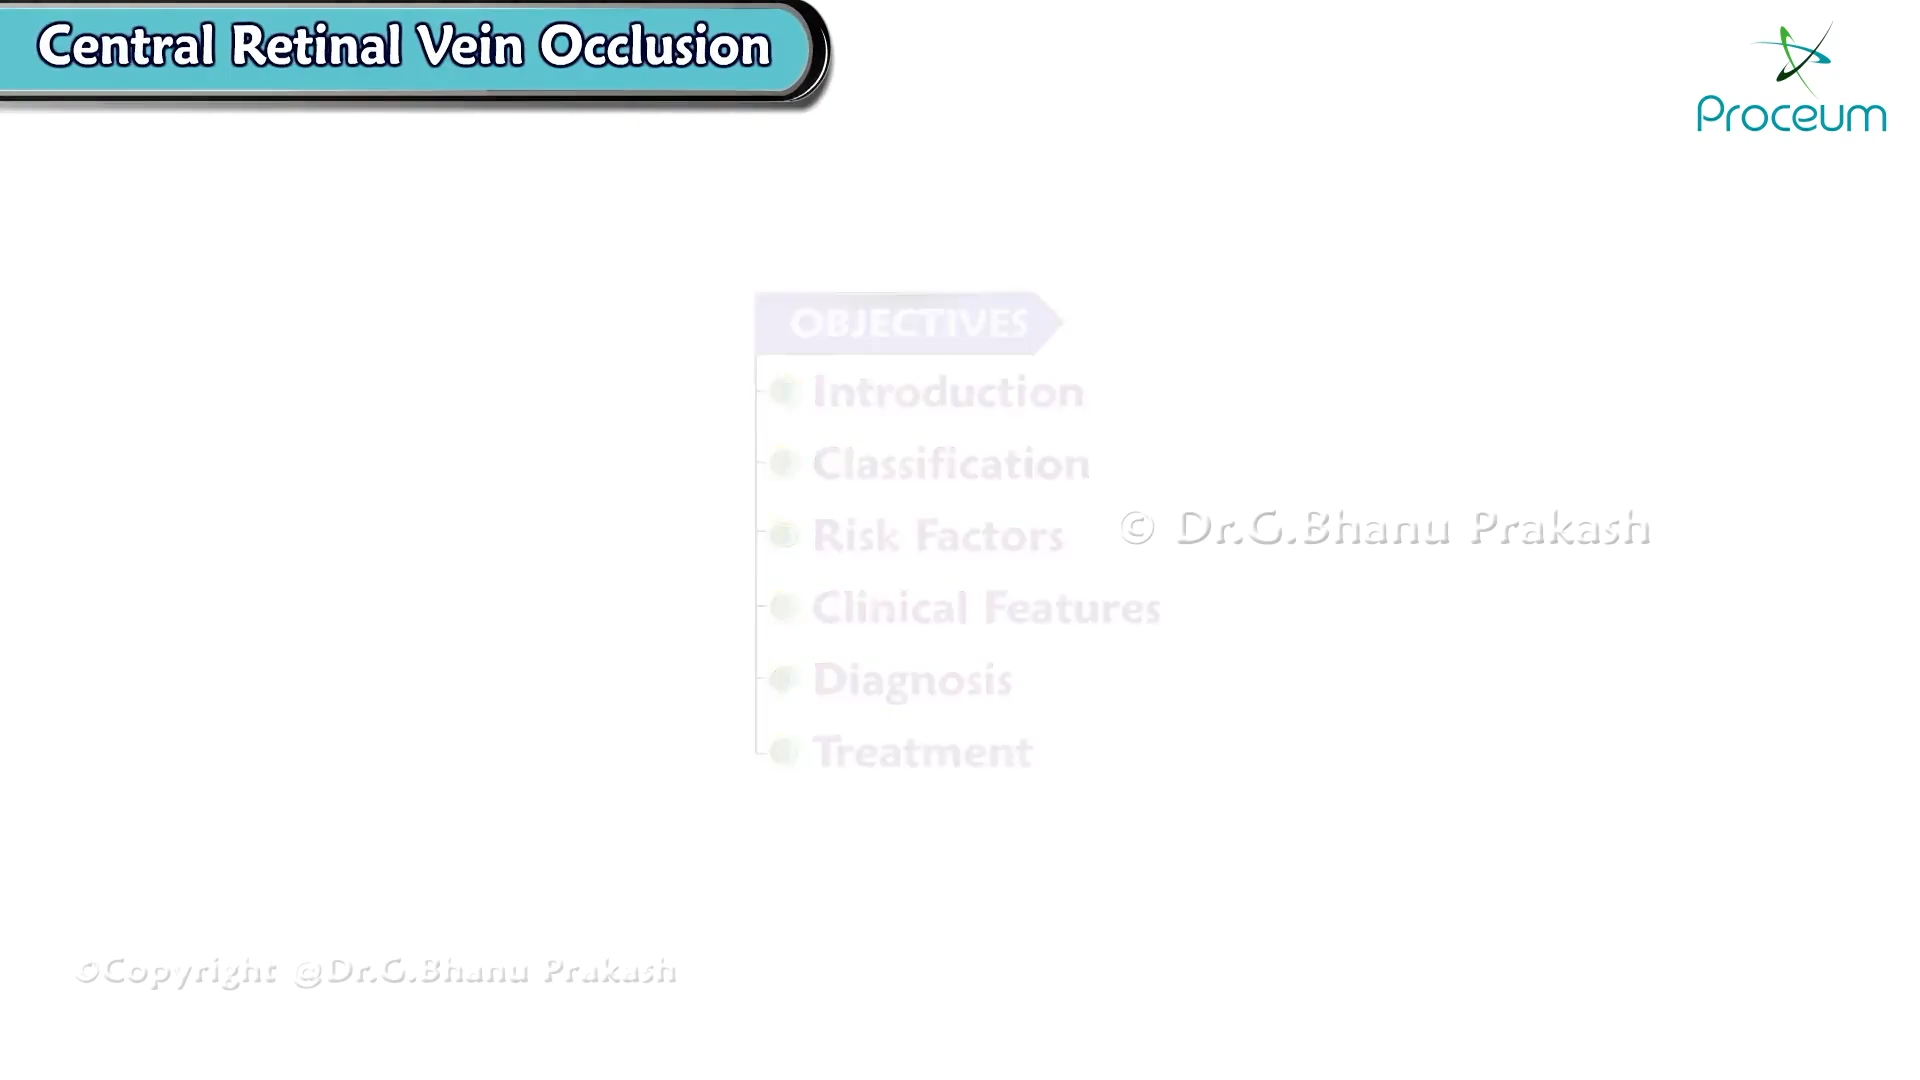 Central Retinal Vein Occlusion
Proceum
OBJECTIVES
Introduction
Classification
Risk Factors
© Dr.G.Bhanu Prakash
Clinical Features
Diagnosis
Treatment
©Copyright @Dr.G.Bhanu Prakash